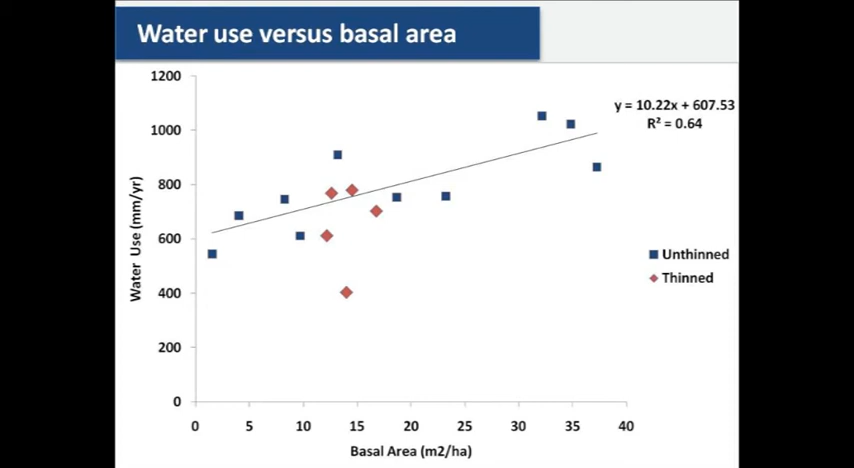 Water use versus basal area
1200
1000
800
600
400
200
0
Water Use (mm/yr)
y = 10.22x + 607.53
R² = 0.64
Unthinned
Thinned
0 5 10 15 20 25 30 35 40
Basal Area (m2/ha)